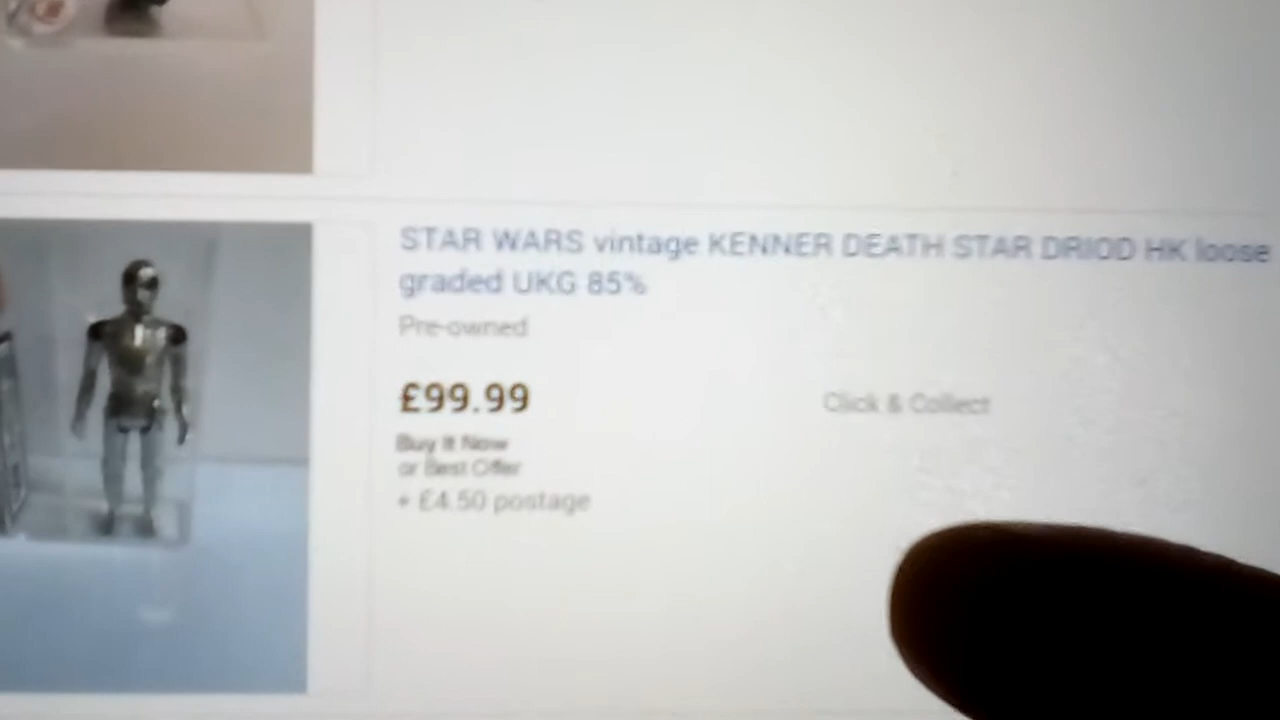 STAR WARS vintage KENNER DEATH STAR DRIOD HK loose
graded UKG 85%
Pre-owned
£99.99
Click & Collect
Buy It Now
or Best Offer
+ £4.50 postage